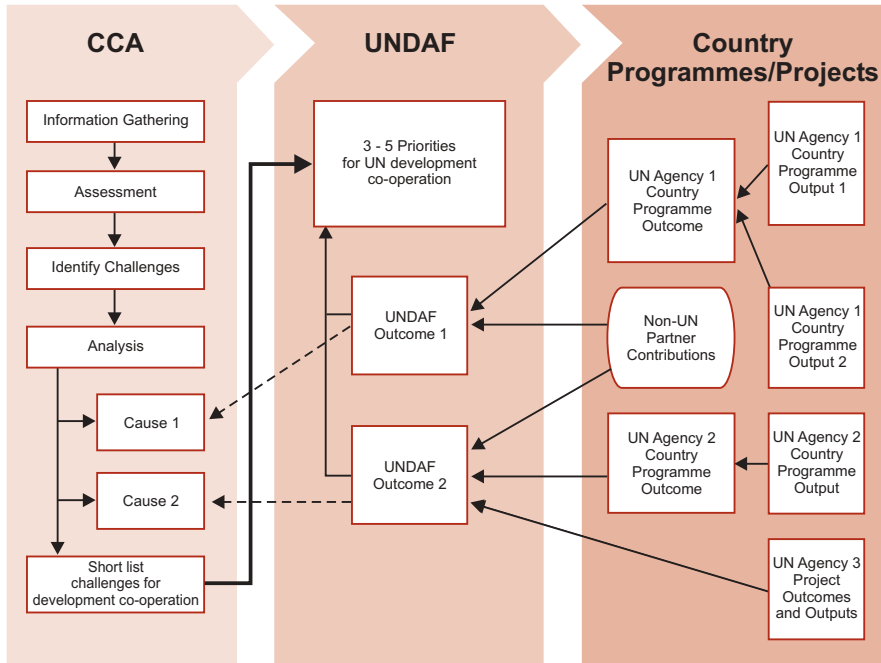 CCA
Information Gathering
Assessment
Identify Challenges
Analysis
Cause 1
Cause 2
Short list
challenges for
development co-operation
UNDAF
3 - 5 Priorities
for UN development
co-operation
UNDAF
Outcome 1
UNDAF
Outcome 2
Country
Programmes/Projects
UN Agency 1
Country
Programme
Outcome
Non-UN
Partner
Contributions
UN Agency 2
Country
Programme
Outcome
UN Agency 1
Country
Programme
Output 1
UN Agency 1
Country
Programme
Output 2
UN Agency 2
Country
Programme
Output
UN Agency 3
Project
Outcomes
and Outputs